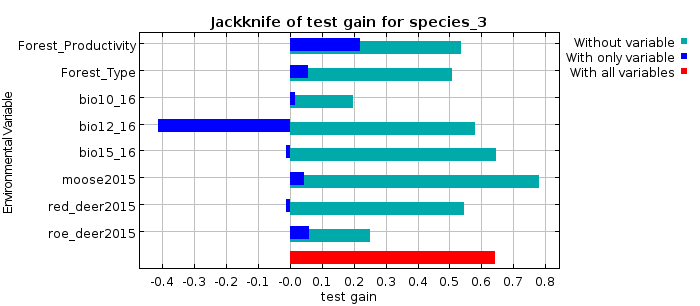 Jackknife of test gain for species_3
Environmental Variable
Forest_Productivity
Forest_Type
bio10_16
bio12_16
bio15_16
moose2015
red_deer2015
roe_deer2015
-0.4 -0.3 -0.2 -0.1 -0.0 0.1 0.2 0.3 0.4 0.5 0.6 0.7 0.8
test gain
Without variable
With only variable
With all variables